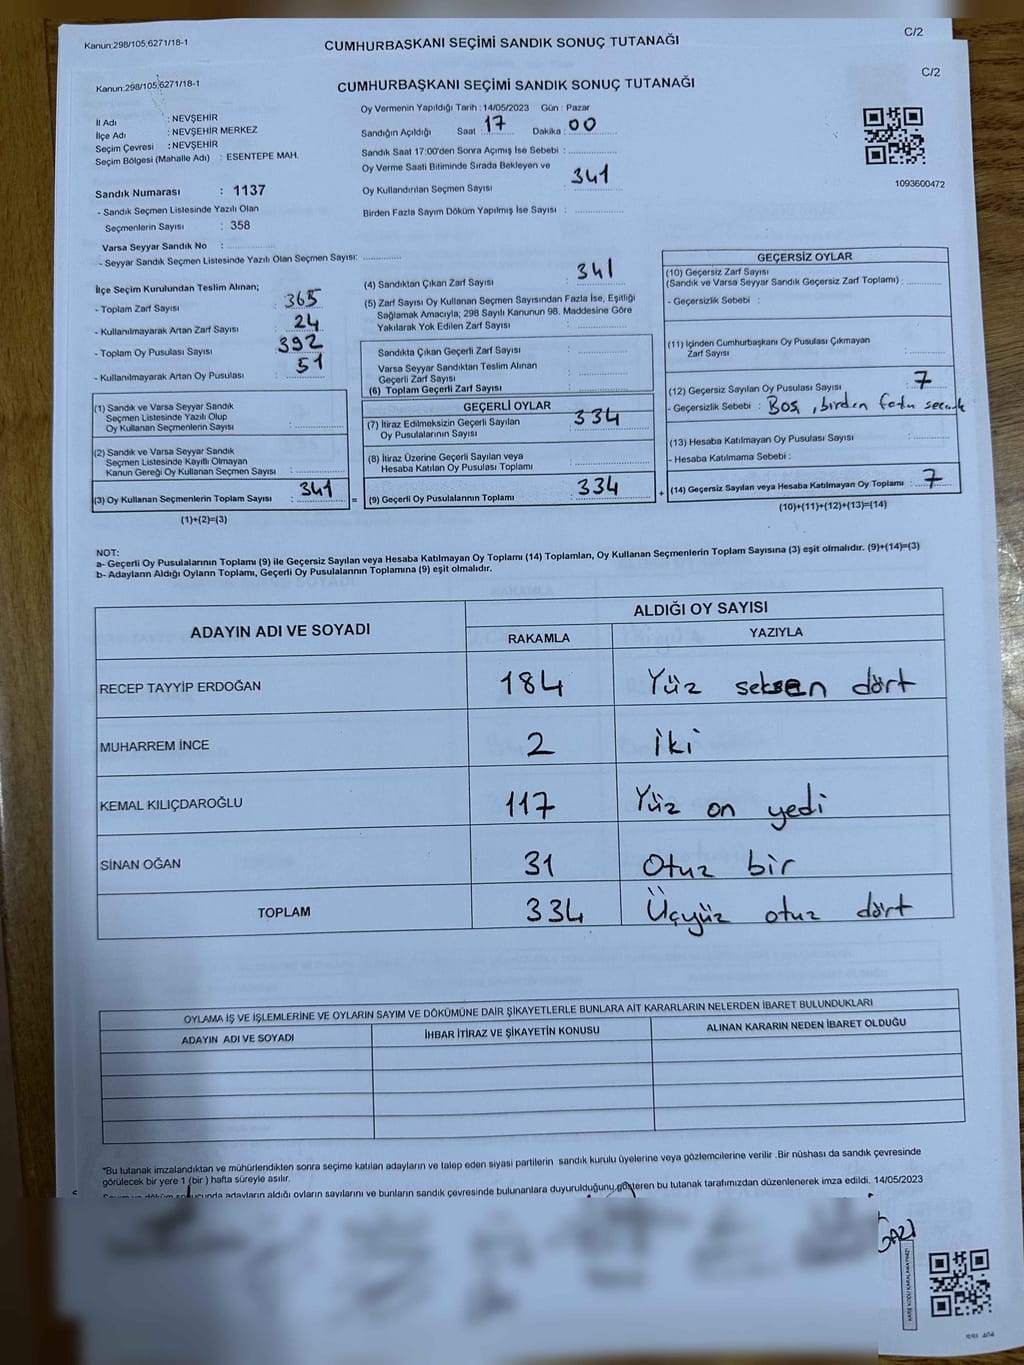 Kanun;298/105;6271/18-1
CUMHURBAŞKANI SEÇİMİ SANDIK SONUÇ TUTANAĞI
C/2
Kanun;298/105;6271/18-1
CUMHURBAŞKANI SEÇİMİ SANDIK SONUÇ TUTANAĞI
C/2
İl Adı : NEVŞEHİR
İlçe Adı : NEVŞEHİR MERKEZ
Seçim Çevresi : NEVŞEHİR
Seçim Bölgesi (Mahalle Adı) : ESENTEPE MAH.
Sandık Numarası : 1137
- Sandık Seçmen Listesinde Yazılı Olan
Seçmenlerin Sayısı : 358
Varsa Seyyar Sandık No :
- Seyyar Sandık Seçmen Listesinde Yazılı Olan Seçmen Sayısı:
Oy Vermenin Yapıldığı Tarih : 14/05/2023 Gün : Pazar
Sandığın Açıldığı Saat : 17 Dakika : 00
Sandık Saat 17:00'den Sonra Açımış İse Sebebi :
Oy Verme Saati Bitiminde Sırada Bekleyen ve
Oy Kullandırılan Seçmen Sayısı : 341
Birden Fazla Sayım Döküm Yapılmış İse Sayısı :
1093600472
İlçe Seçim Kurulundan Teslim Alınan;
- Toplam Zarf Sayısı : 365
- Kullanılmayarak Artan Zarf Sayısı : 24
- Toplam Oy Pusulası Sayısı : 392
- Kullanılmayarak Artan Oy Pusulası : 51
(1) Sandık ve Varsa Seyyar Sandık
Seçmen Listesinde Yazılı Olup
Oy Kullanan Seçmenlerin Sayısı :
(2) Sandık ve Varsa Seyyar Sandık
Seçmen Listesinde Kayıtlı Olmayan
Kanun Gereği Oy Kullanan Seçmen Sayısı :
(3) Oy Kullanan Seçmenlerin Toplam Sayısı : 341 =
(1)+(2)=(3)
(4) Sandıktan Çıkan Zarf Sayısı : 341
(5) Zarf Sayısı Oy Kullanan Seçmen Sayısından Fazla İse, Eşitliği
Sağlamak Amacıyla; 298 Sayılı Kanunun 98. Maddesine Göre
Yakılarak Yok Edilen Zarf Sayısı :
Sandıkta Çıkan Geçerli Zarf Sayısı :
Varsa Seyyar Sandıktan Teslim Alınan
Geçerli Zarf Sayısı :
(6) Toplam Geçerli Zarf Sayısı :
GEÇERLİ OYLAR
(7) İtiraz Edilmeksizin Geçerli Sayılan
Oy Pusulalarının Sayısı : 334
(8) İtiraz Üzerine Geçerli Sayılan veya
Hesaba Katılan Oy Pusulası Toplamı :
(9) Geçerli Oy Pusulalarının Toplamı : 334 +
GEÇERSİZ OYLAR
(10) Geçersiz Zarf Sayısı
(Sandık ve Varsa Seyyar Sandık Geçersiz Zarf Toplamı) :
- Geçersizlik Sebebi :
(11) İçinden Cumhurbaşkanı Oy Pusulası Çıkmayan
Zarf Sayısı :
(12) Geçersiz Sayılan Oy Pusulası Sayısı : 7
- Geçersizlik Sebebi : Boş , birden
(13) Hesaba Katılmayan Oy Pusulası Sayısı :
- Hesaba Katılmama Sebebi :
(14) Geçersiz Sayılan veya Hesaba Katılmayan Oy Toplamı : 7
(10)+(11)+(12)+(13)=(14)
NOT:
a- Geçerli Oy Pusulalarının Toplamı (9) ile Geçersiz Sayılan veya Hesaba Katılmayan Oy Toplamı (14) Toplamları, Oy Kullanan Seçmenlerin Toplam Sayısına (3) eşit olmalıdır. (9)+(14)=(3)
b- Adayların Aldığı Oyların Toplamı, Geçerli Oy Pusulalarının Toplamına (9) eşit olmalıdır.
ADAYIN ADI VE SOYADI
ALDIĞI OY SAYISI
RAKAMLA YAZIYLA
RECEP TAYYİP ERDOĞAN 184 Yüz seksen dört
MUHARREM İNCE 2 iki
KEMAL KILIÇDAROĞLU 117 Yüz on yedi
SİNAN OĞAN 31 Otuz bir
TOPLAM 334 Üçyüz otuz dört
OYLAMA İŞ VE İŞLEMLERİNE VE OYLARIN SAYIM VE DÖKÜMÜNE DAİR ŞİKAYETLERLE BUNLARA AİT KARARLARIN NELERDEN İBARET BULUNDUKLARI
ADAYIN ADI VE SOYADI İHBAR İTİRAZ VE ŞİKAYETİN KONUSU ALINAN KARARIN NEDEN İBARET OLDUĞU
*Bu tutanak imzalandıktan ve mühürlendikten sonra seçime katılan adayların ve talep eden siyasi partilerin sandık kurulu üyelerine veya gözlemcilerine verilir .Bir nüshası da sandık çevresinde
görülecek bir yere 1 (bir ) hafta süreyle asılır.
adayların aldığı oyların sayılarını ve bunların sandık çevresinde bulunanlara duyurulduğunu gösteren bu tutanak tarafımızdan düzenlenerek imza edildi. 14/05/2023